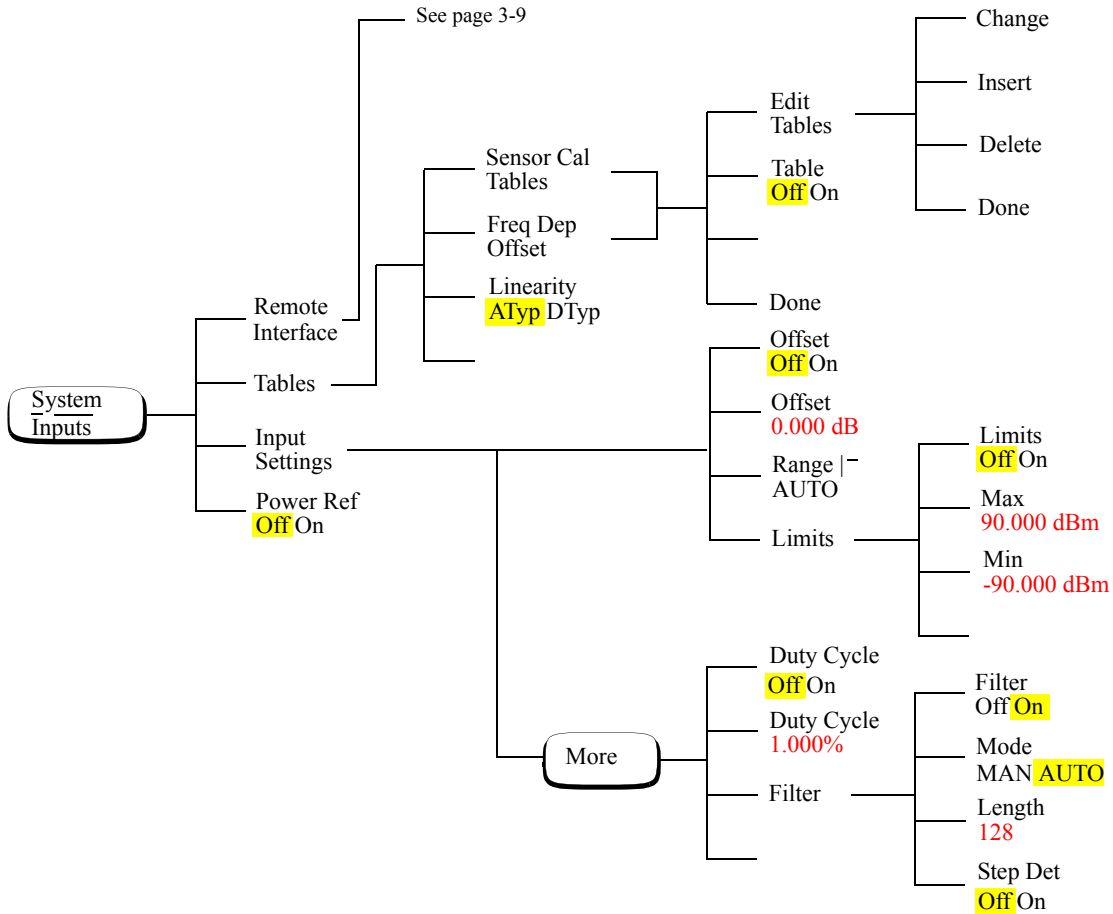 See page 3-9
Change
Insert
Delete
Done
Edit
Tables
Table
Off On
Done
Sensor Cal
Tables
Freq Dep
Offset
Linearity
ATyp DTyp
Remote
Interface
Tables
Input
Settings
Power Ref
Off On
System
Inputs
Offset
Off On
Offset
0.000 dB
Range
AUTO
Limits
Limits
Off On
Max
90.000 dBm
Min
-90.000 dBm
More
Duty Cycle
Off On
Duty Cycle
1.000%
Filter
Filter
Off On
Mode
MAN AUTO
Length
128
Step Det
Off On